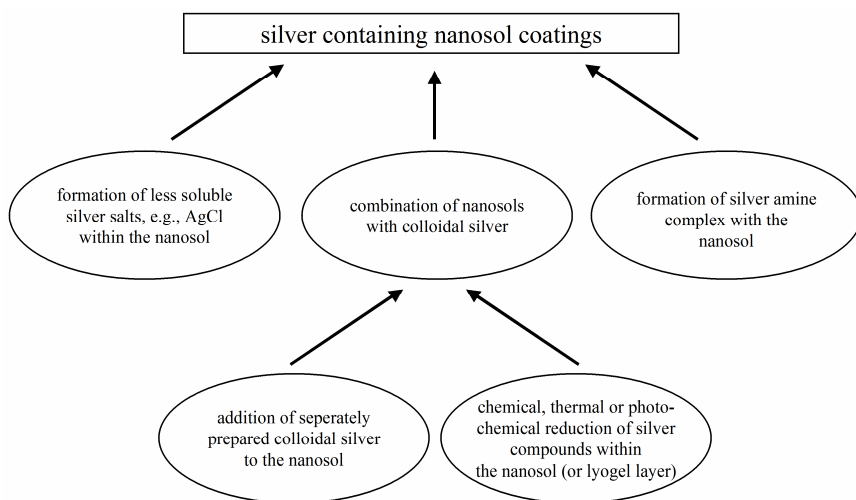 silver containing nanosol coatings
formation of less soluble
silver salts, e.g., AgCl
within the nanosol
combination of nanosols
with colloidal silver
formation of silver amine
complex with the
nanosol
addition of seperately
prepared colloidal silver
to the nanosol
chemical, thermal or photo-
chemical reduction of silver
compounds within
the nanosol (or lyogel layer)